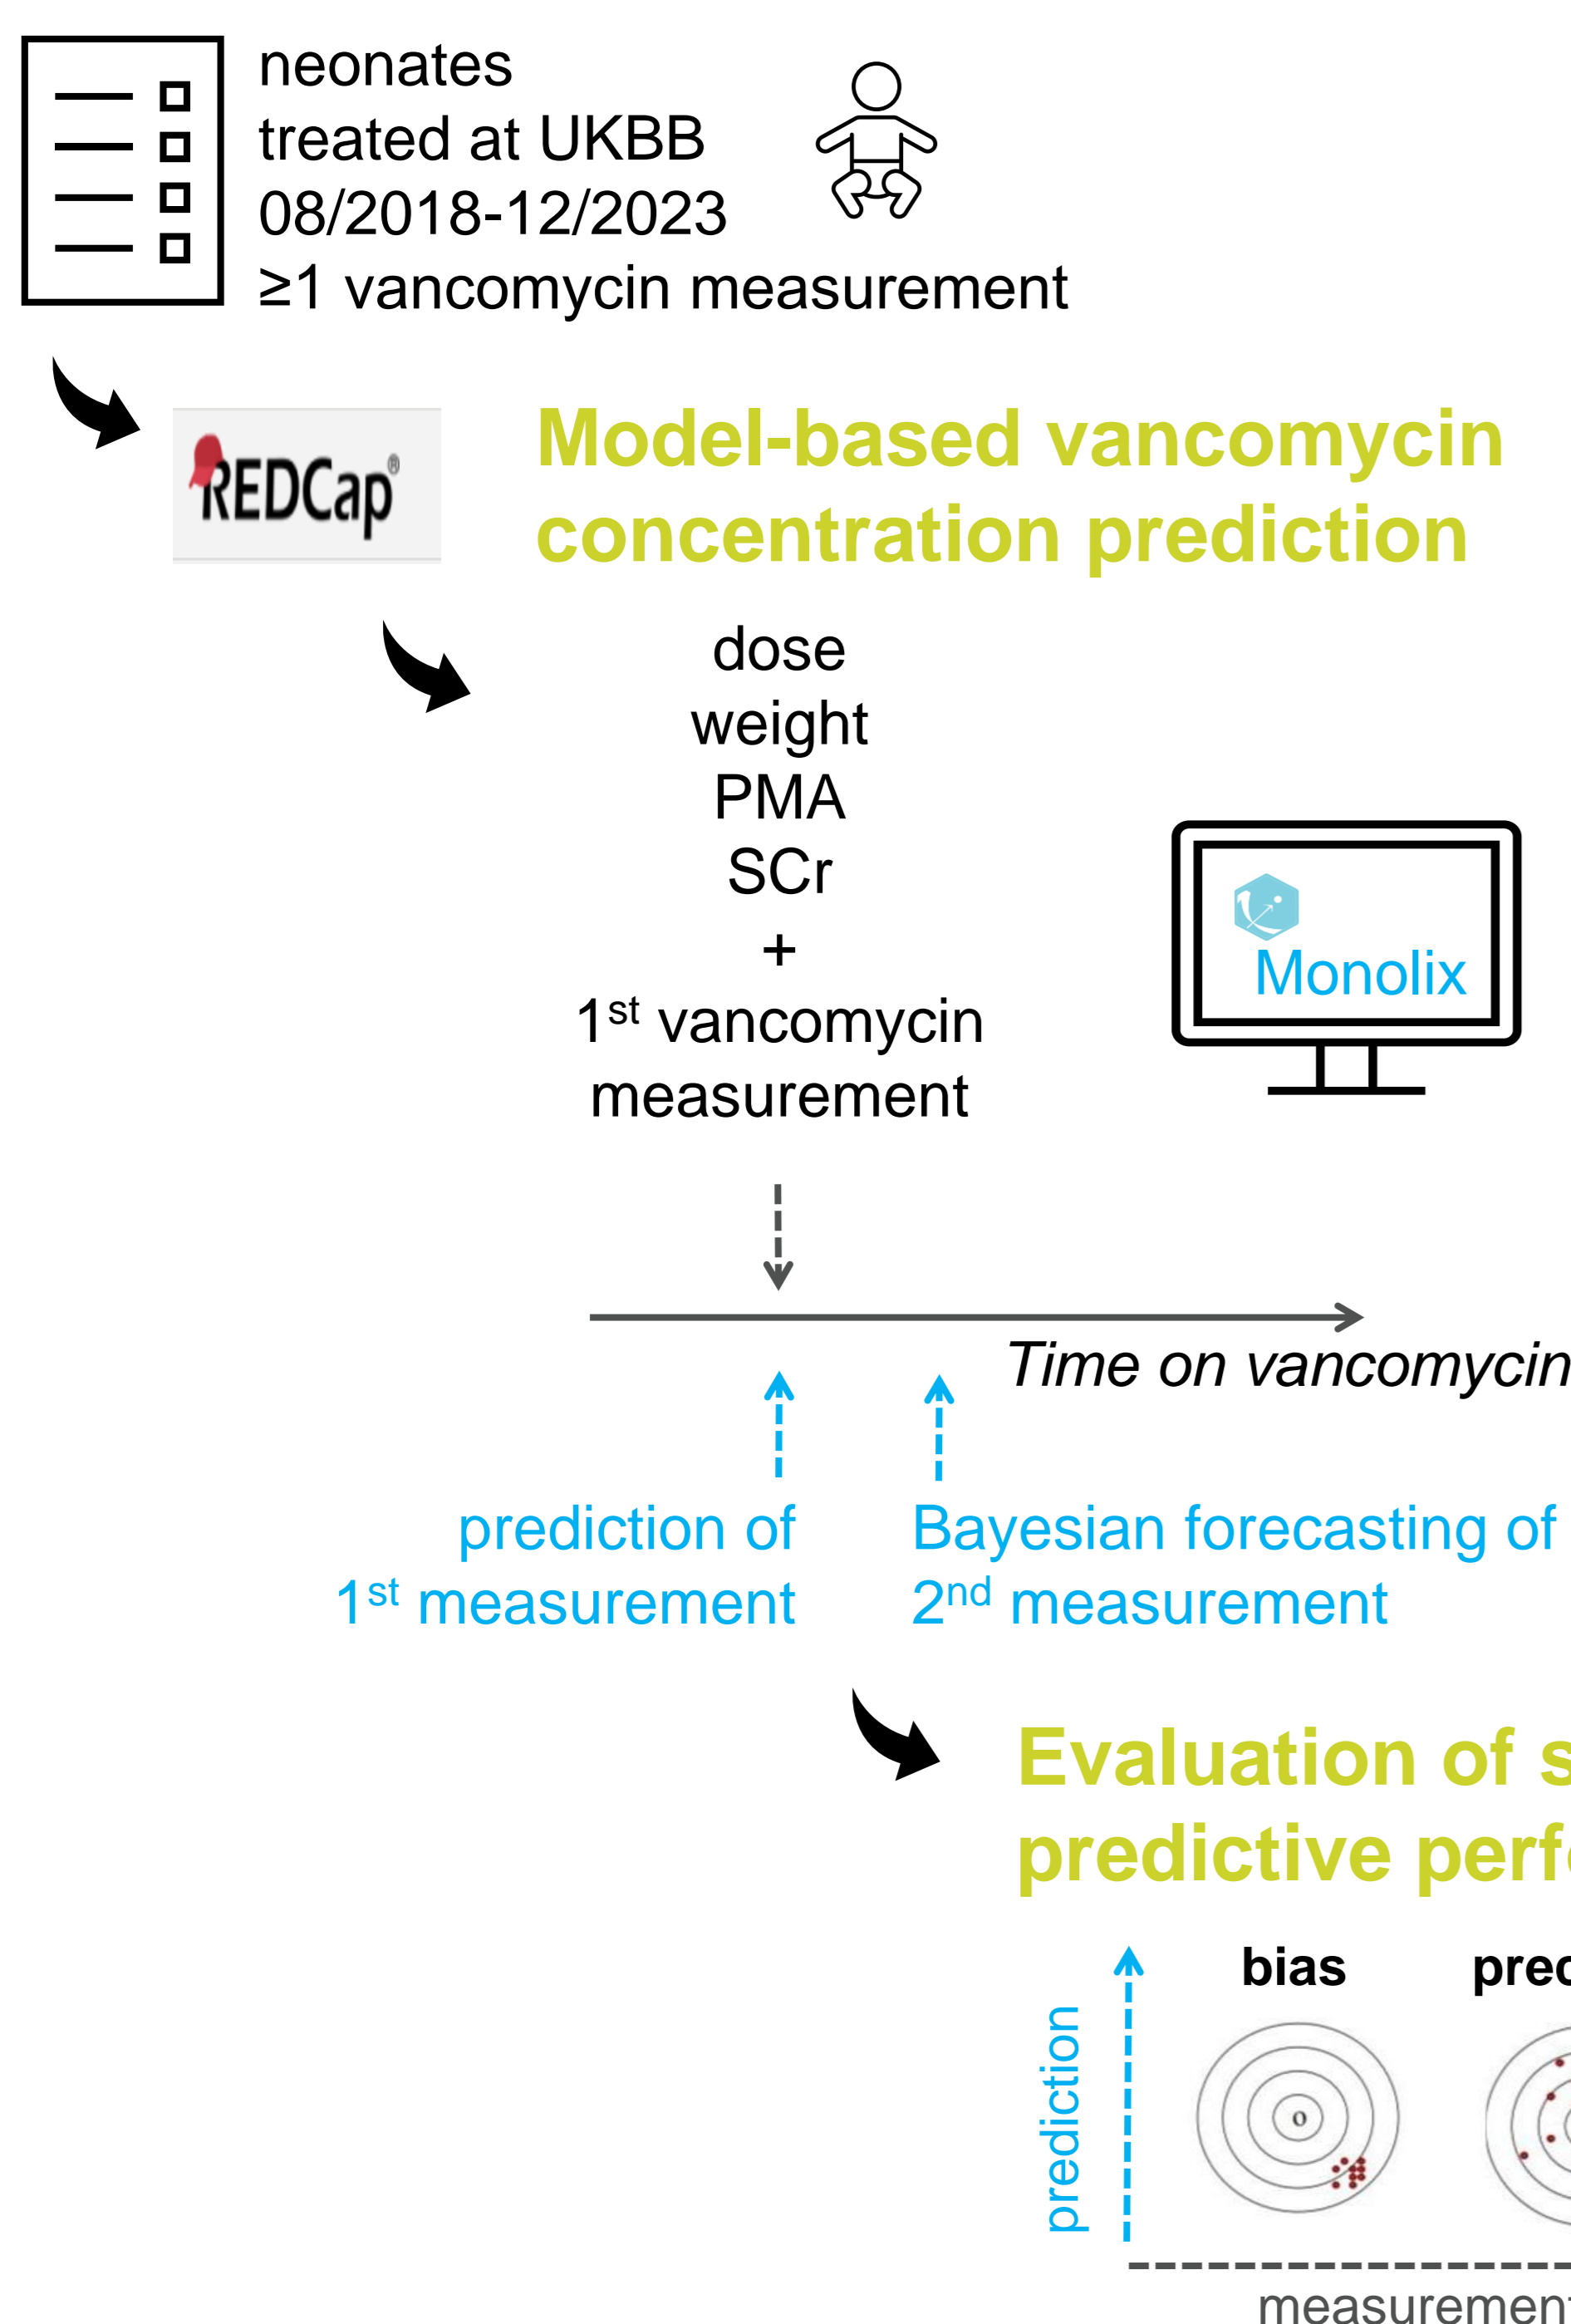 neonates
treated at UKBB
08/2018-12/2023
≥1 vancomycin measurement
REDCap®
Model-based vancomycin
concentration prediction
dose
weight
PMA
SCr
+
1st vancomycin
measurement
Monolix
Time on vancomycin
prediction of
1st measurement
Bayesian forecasting of
2nd measurement
Evaluation of
predictive
bias
prediction
measurement